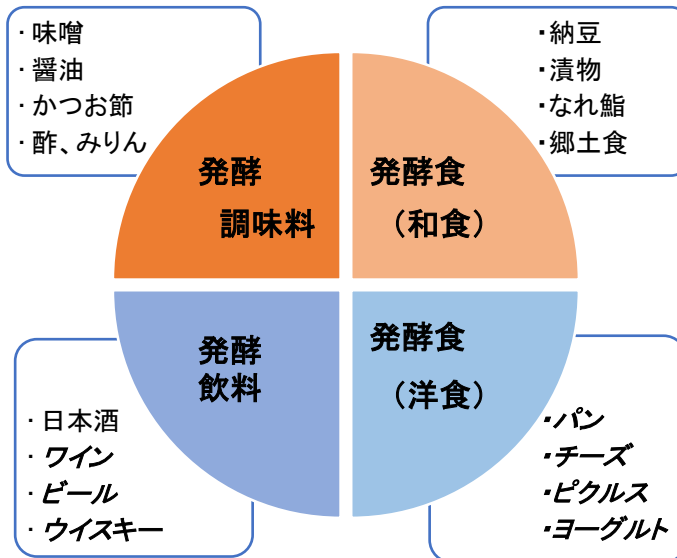 ・味噌
・醤油
・かつお節
・酢、みりん
・納豆
・漬物
・なれ鮨
・郷土食
発酵
調味料
発酵食
（和食）
発酵
飲料
発酵食
（洋食）
・日本酒
・ワイン
・ビール
・ウイスキー
・パン
・チーズ
・ピクルス
・ヨーグルト